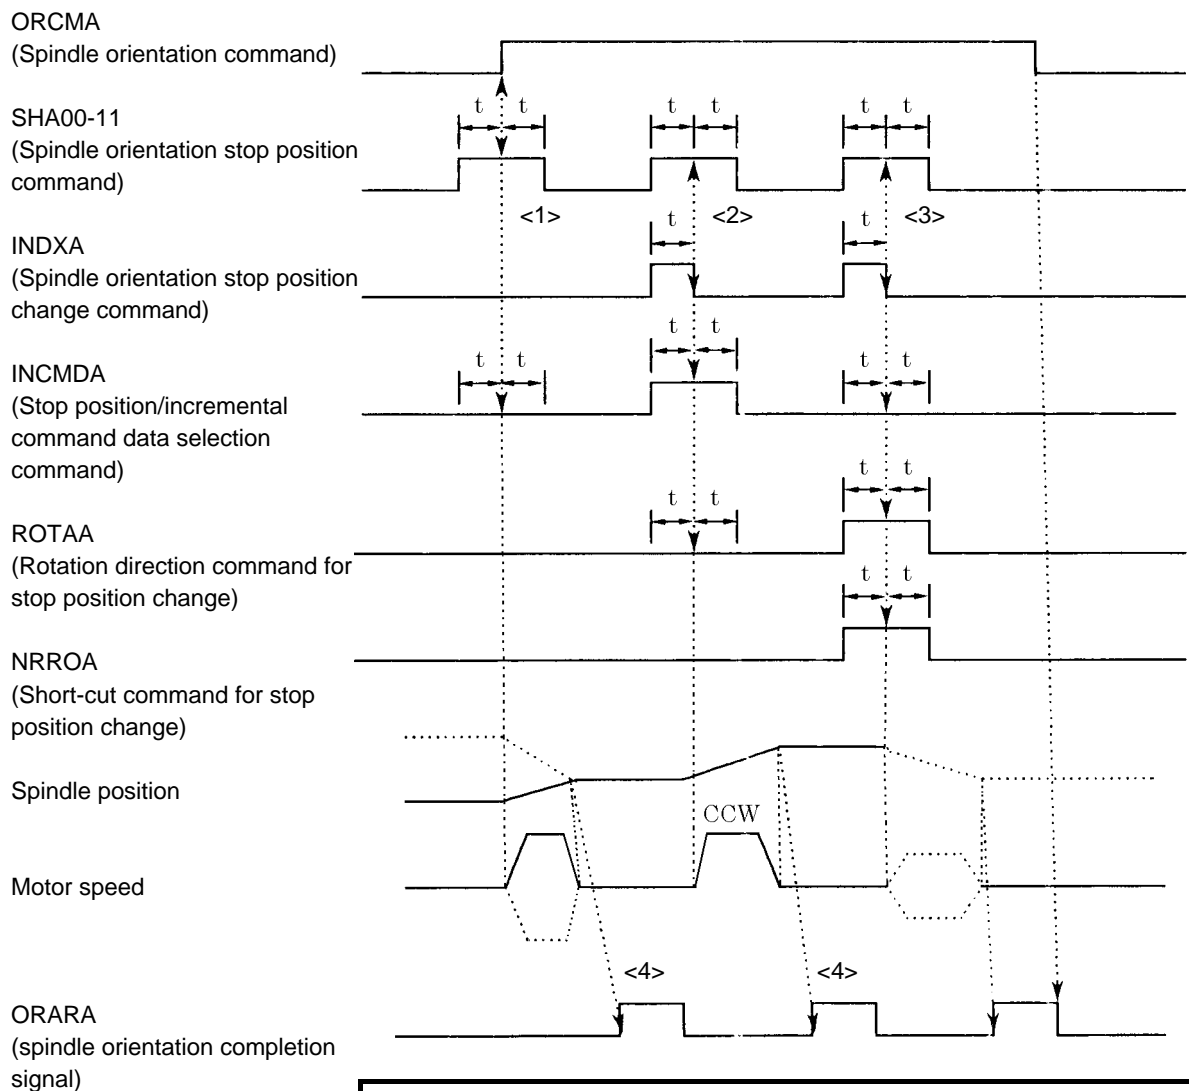 ORCMA
(Spindle orientation command)
t t t t t t
SHA00-11
(Spindle orientation stop position
command)
<1> <2> <3>
t t
INDXA
(Spindle orientation stop position
change command)
t t
t t t t
INCMDA
(Stop position/incremental
command data selection
command)
t t
t t
ROTAA
(Rotation direction command for
stop position change)
t t
NRROA
(Short-cut command for stop
position change)
Spindle position
CCW
Motor speed
<4> <4>
ORARA
(spindle orientation completion
signal)